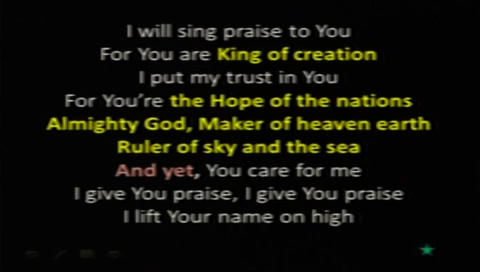 I will sing praise to You
For You are King of creation
I put my trust in You
For You're the Hope of the nations
Almighty God, Maker of heaven earth
Ruler of sky and the sea
And yet, You care for me
I give You praise, I give You praise
I lift Your name on high